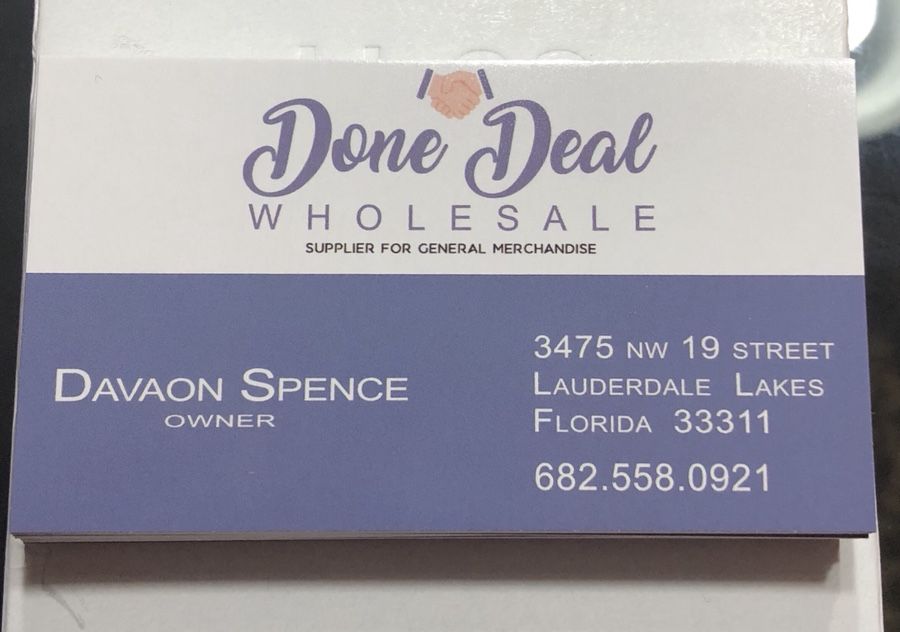 Done Deal
WHOLESALE
SUPPLIER FOR GENERAL MERCHANDISE
DAVAON SPENCE
OWNER
3475 NW 19 STREET
LAUDERDALE LAKES
FLORIDA 33311
682.558.0921